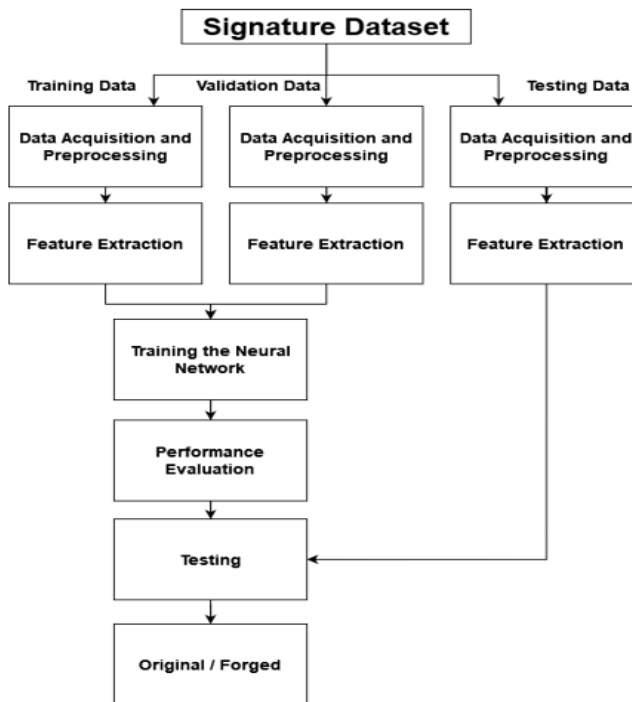 Signature Dataset
Training Data
Validation Data
Testing Data
Data Acquisition and
Preprocessing
Data Acquisition and
Preprocessing
Data Acquisition and
Preprocessing
Feature Extraction
Feature Extraction
Feature Extraction
Training the Neural
Network
Performance
Evaluation
Testing
Original / Forged